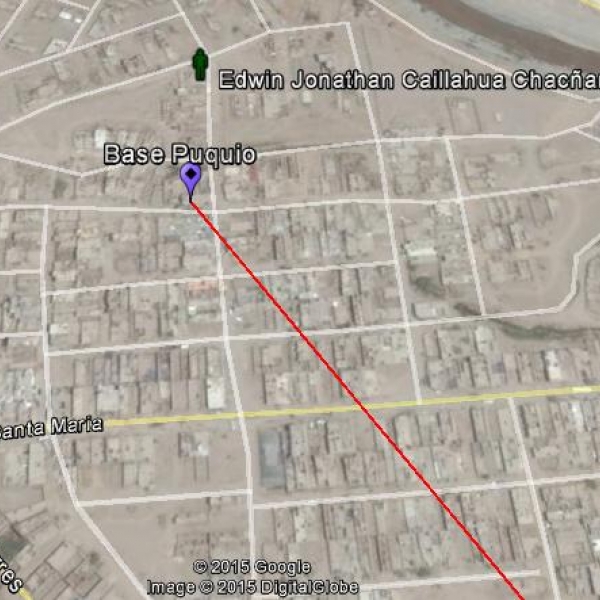 Edwin Jonathan Caillahua Chacña
Base Puquio
Santa Maria
© 2015 Google
Image © 2015 DigitalGlobe